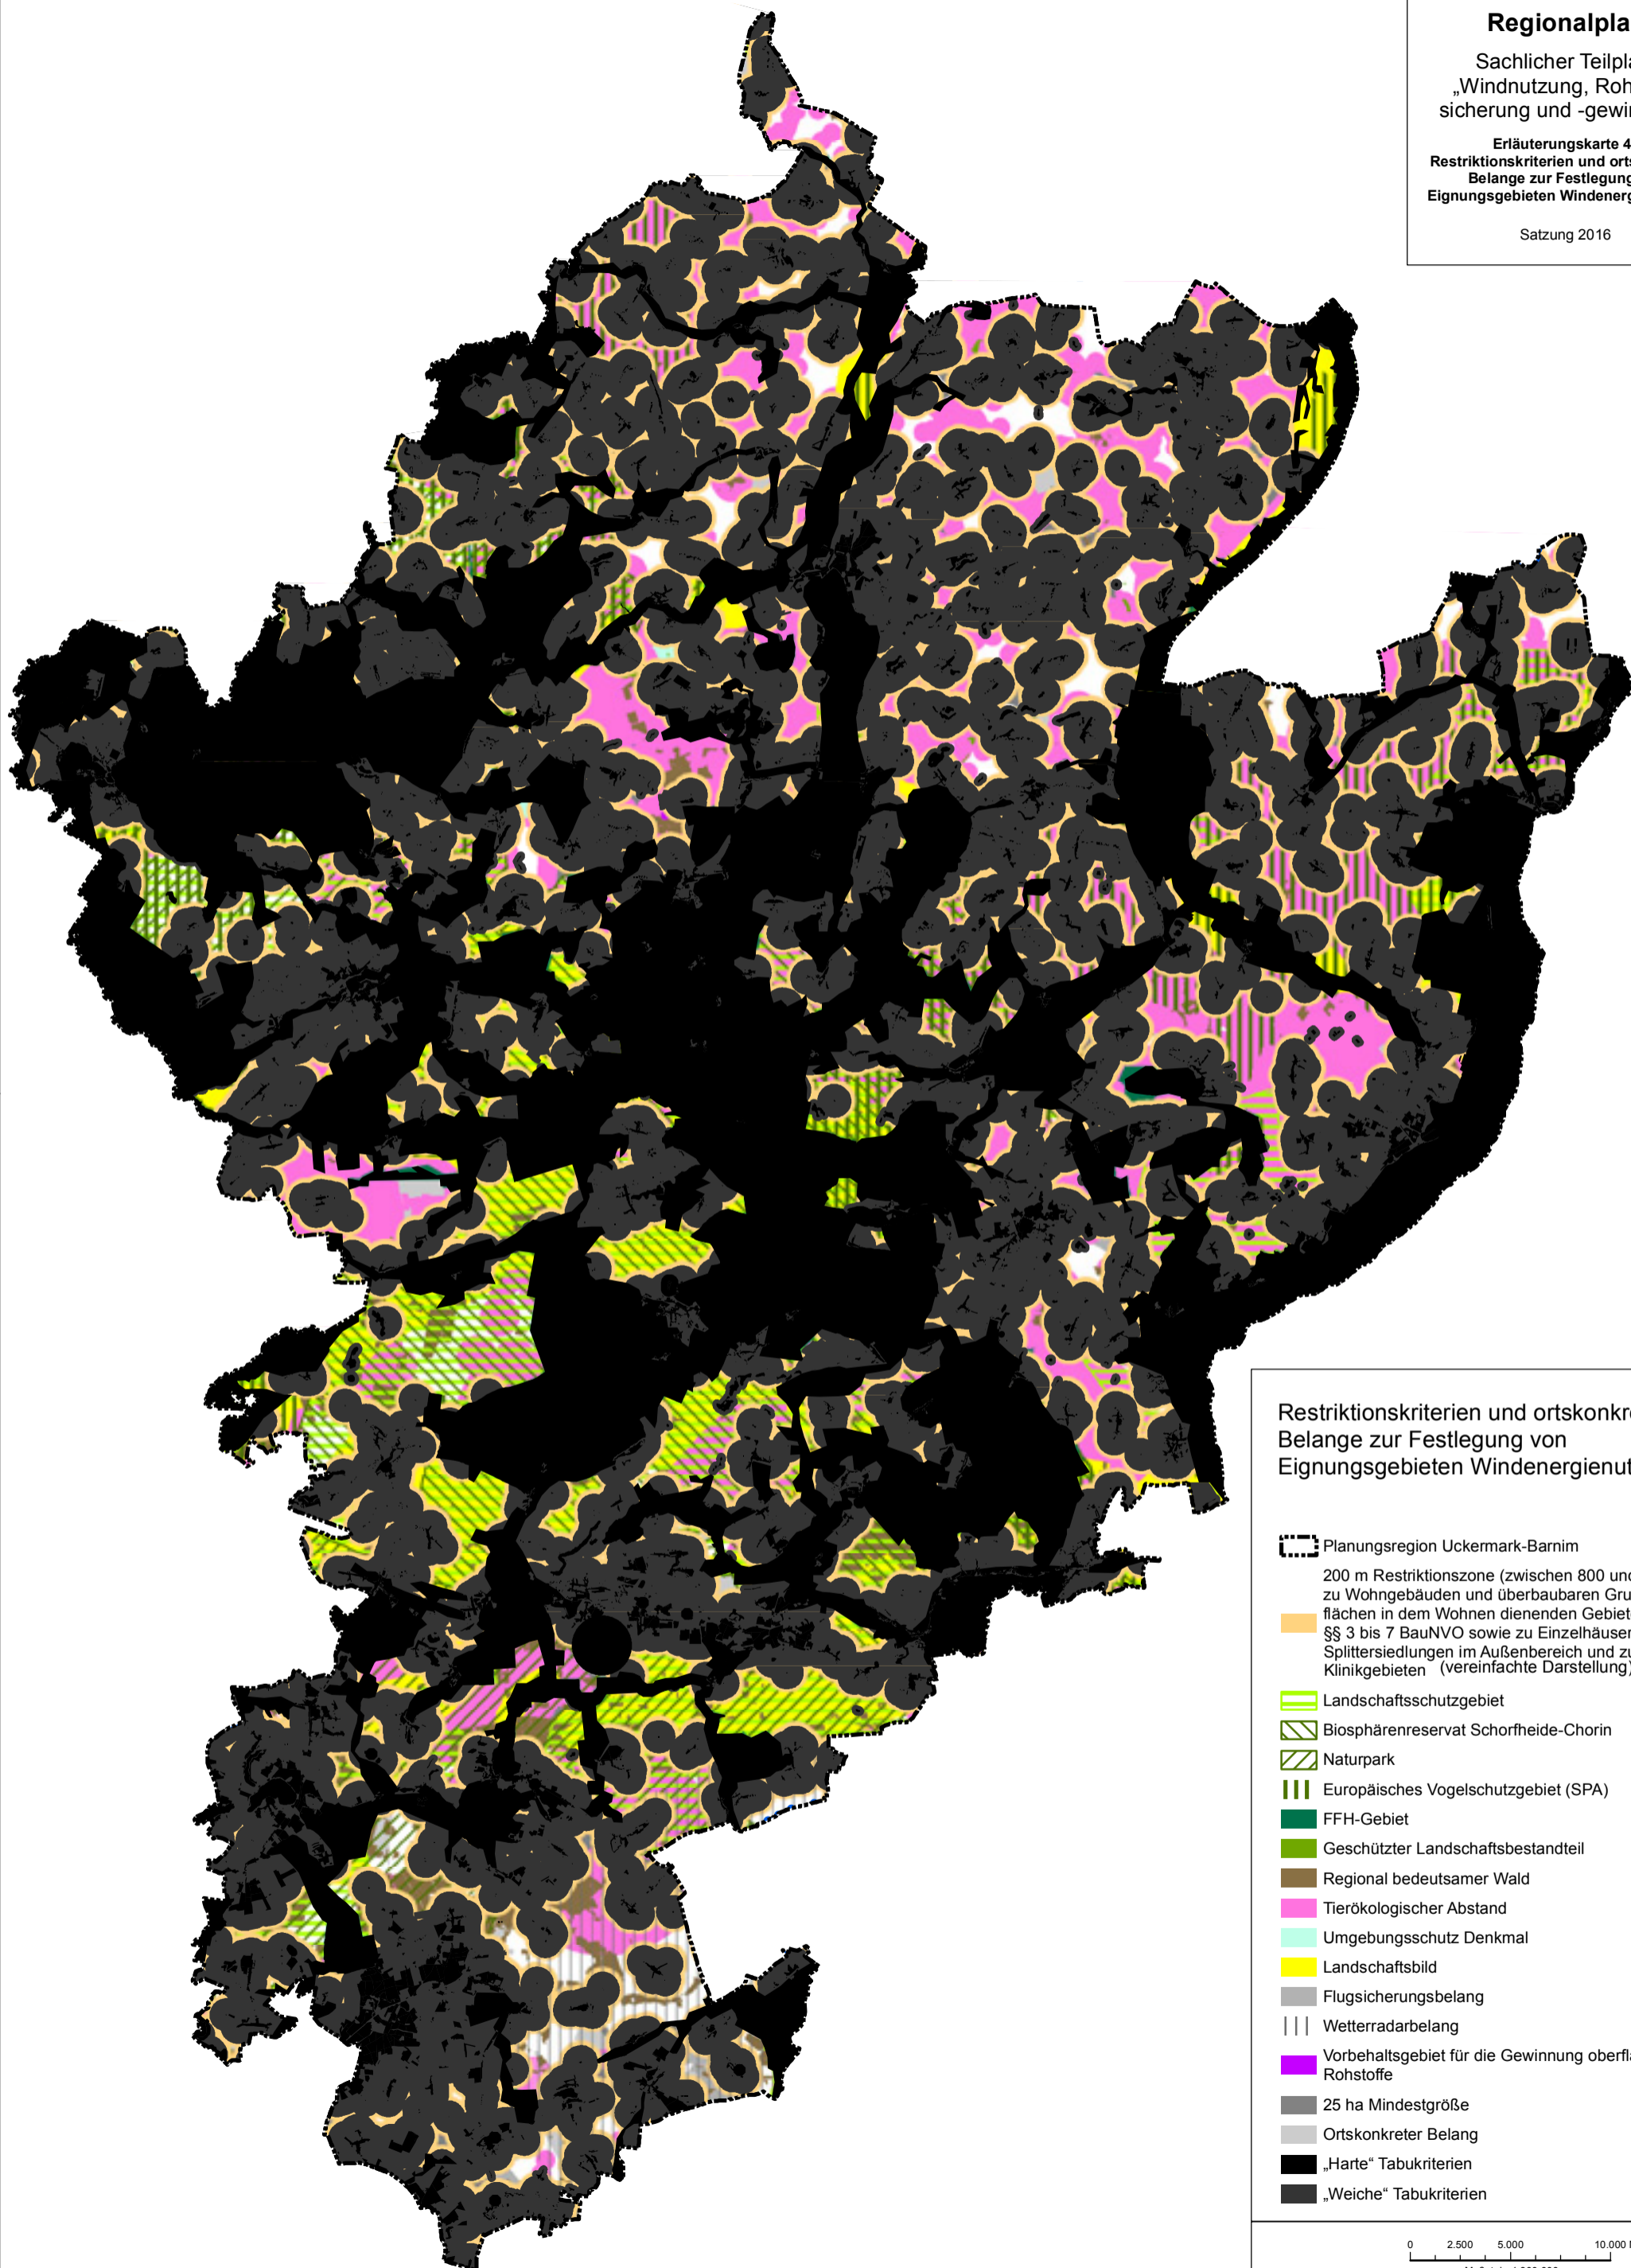 Regionalpla
Sachlicher Teilpla
„Windnutzung, Roh
sicherung und -gewi
Erläuterungskarte 4
Restriktionskriterien und orts
Belange zur Festlegung
Eignungsgebieten Windenerg
Satzung 2016
Restriktionskriterien und ortskonkr
Belange zur Festlegung von
Eignungsgebieten Windenergienut
Planungsregion Uckermark-Barnim
200 m Restriktionszone (zwischen 800 und
zu Wohngebäuden und überbaubaren Gru
flächen in dem Wohnen dienenden Gebiete
§§ 3 bis 7 BauNVO sowie zu Einzelhäuser
Splittersiedlungen im Außenbereich und zu
Klinikgebieten (vereinfachte Darstellung)
Landschaftsschutzgebiet
Biosphärenreservat Schorfheide-Chorin
Naturpark
Europäisches Vogelschutzgebiet (SPA)
FFH-Gebiet
Geschützter Landschaftsbestandteil
Regional bedeutsamer Wald
Tierökologischer Abstand
Umgebungsschutz Denkmal
Landschaftsbild
Flugsicherungsbelang
Wetterradarbelang
Vorbehaltsgebiet für die Gewinnung oberfl
Rohstoffe
25 ha Mindestgröße
Ortskonkreter Belang
„Harte“ Tabukriterien
„Weiche“ Tabukriterien
0 2.500 5.000 10.000